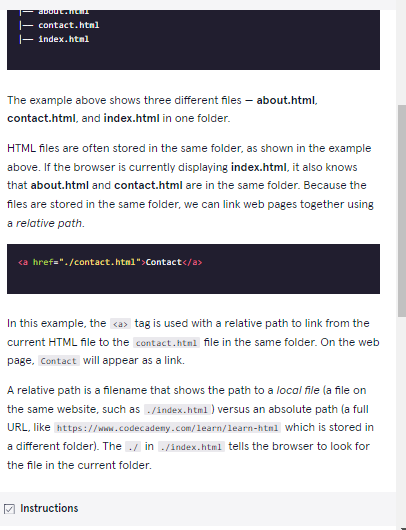 |— about.html
|— contact.html
|— index.html
The example above shows three different files — about.html,
contact.html, and index.html in one folder.
HTML files are often stored in the same folder, as shown in the example
above. If the browser is currently displaying index.html, it also knows
that about.html and contact.html are in the same folder. Because the
files are stored in the same folder, we can link web pages together using
a relative path.
<a href="./contact.html">Contact</a>
In this example, the <a> tag is used with a relative path to link from the
current HTML file to the contact.html file in the same folder. On the web
page, Contact will appear as a link.
A relative path is a filename that shows the path to a local file (a file on
the same website, such as ./index.html ) versus an absolute path (a full
URL, like https://www.codecademy.com/learn/learn-html which is stored in
a different folder). The ./ in ./index.html tells the browser to look for
the file in the current folder.
Instructions